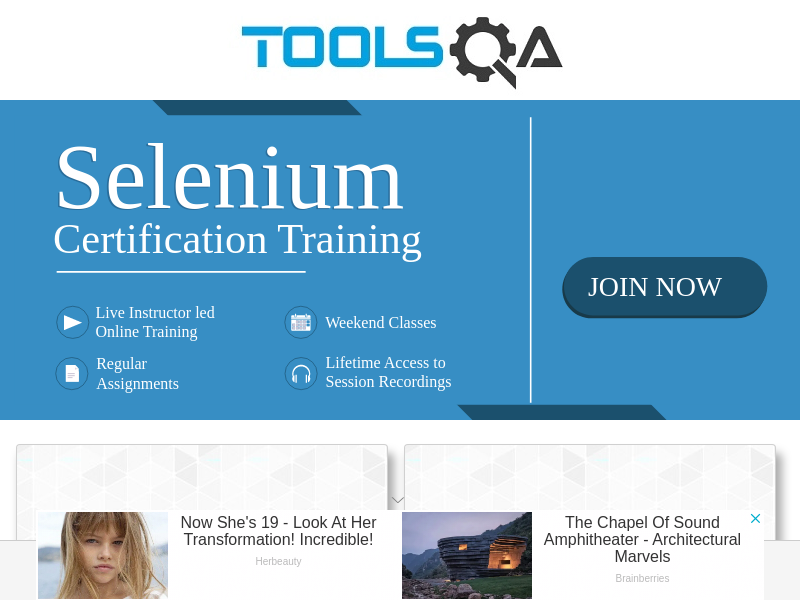 TOOLSQA
Selenium
Certification Training
JOIN NOW
Live Instructor led
Online Training
Weekend Classes
Regular
Assignments
Lifetime Access to
Session Recordings
Now She's 19 - Look At Her
Transformation! Incredible!
Herbeauty
The Chapel Of Sound
Amphitheater - Architectural
Marvels
Brainberries